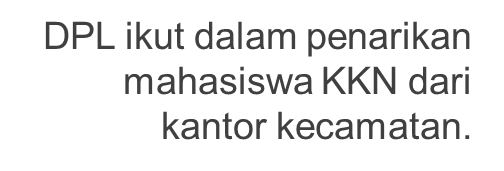 DPL ikut dalam penarikan
mahasiswa KKN dari
kantor kecamatan.